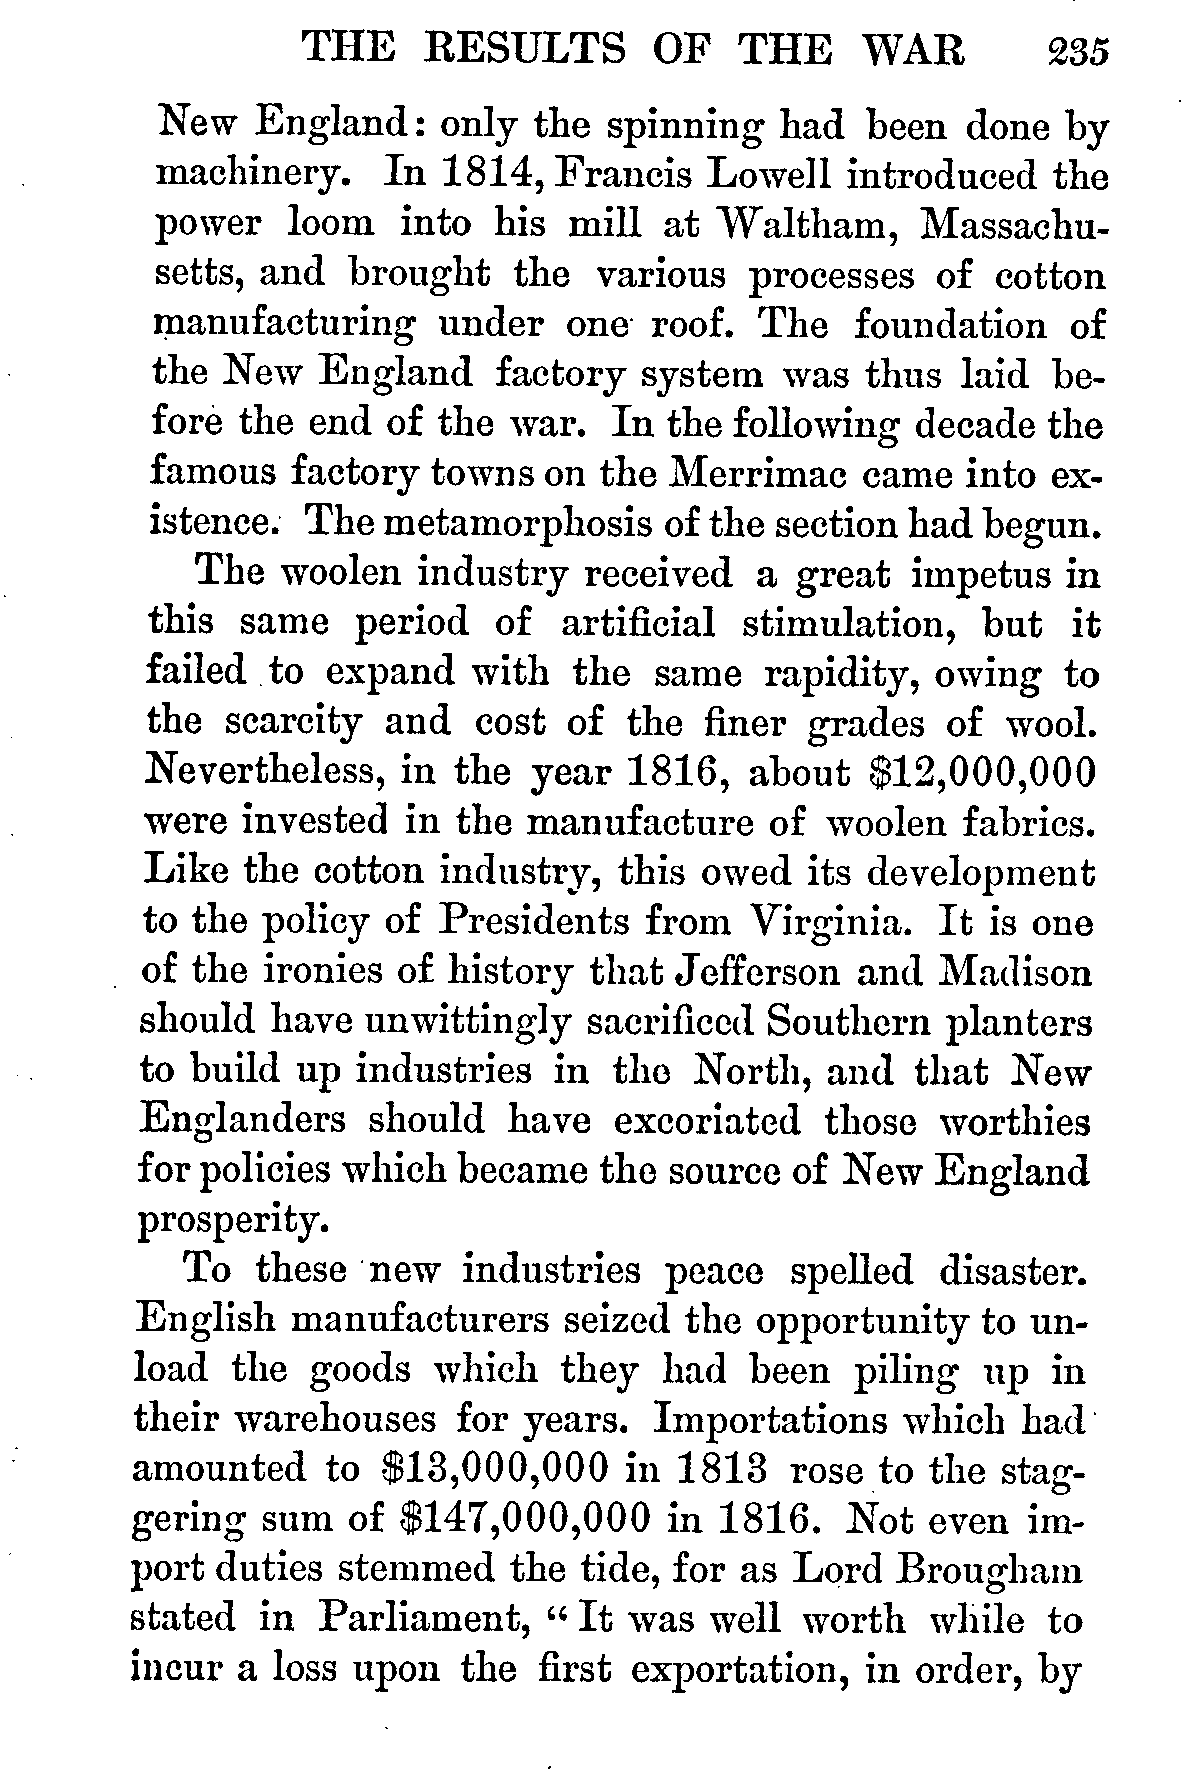 THE RESULTS OF THE WAR 235
New England: only the spinning had been done by
machinery. In 1814, Francis Lowell introduced the
power loom into his mill at Waltham, Massachu-
setts, and brought the various processes of cotton
manufacturing under one roof. The foundation of
the New England factory system was thus laid be-
fore the end of the war. In the following decade the
famous factory towns on the Merrimac came into ex-
istence. The metamorphosis of the section had begun.
The woolen industry received a great impetus in
this same period of artificial stimulation, but it
failed to expand with the same rapidity, owing to
the scarcity and cost of the finer grades of wool.
Nevertheless, in the year 1816, about $12,000,000
were invested in the manufacture of woolen fabrics.
Like the cotton industry, this owed its development
to the policy of Presidents from Virginia. It is one
of the ironies of history that Jefferson and Madison
should have unwittingly sacrificed Southern planters
to build up industries in the North, and that New
Englanders should have excoriated those worthies
for policies which became the source of New England
prosperity.
To these new industries peace spelled disaster.
English manufacturers seized the opportunity to un-
load the goods which they had been piling up in
their warehouses for years. Importations which had
amounted to $13,000,000 in 1813 rose to the stag-
gering sum of $147,000,000 in 1816. Not even im-
port duties stemmed the tide, for as Lord Brougham
stated in Parliament, “It was well worth while to
incur a loss upon the first exportation, in order, by